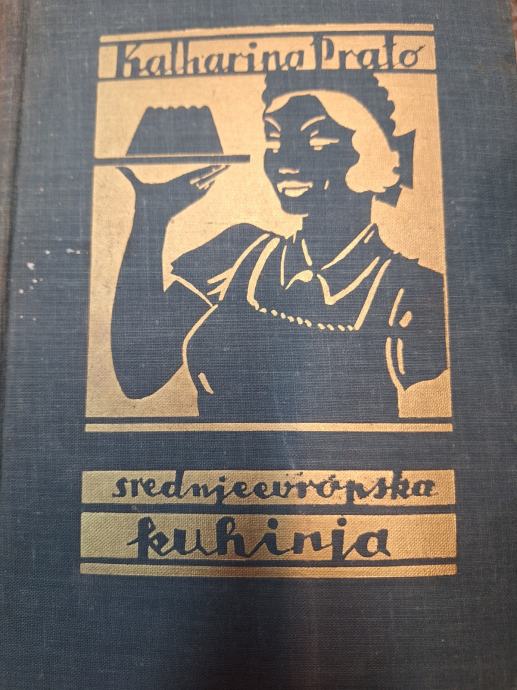 Katharina Prato
srednjeevropska
kuhinja